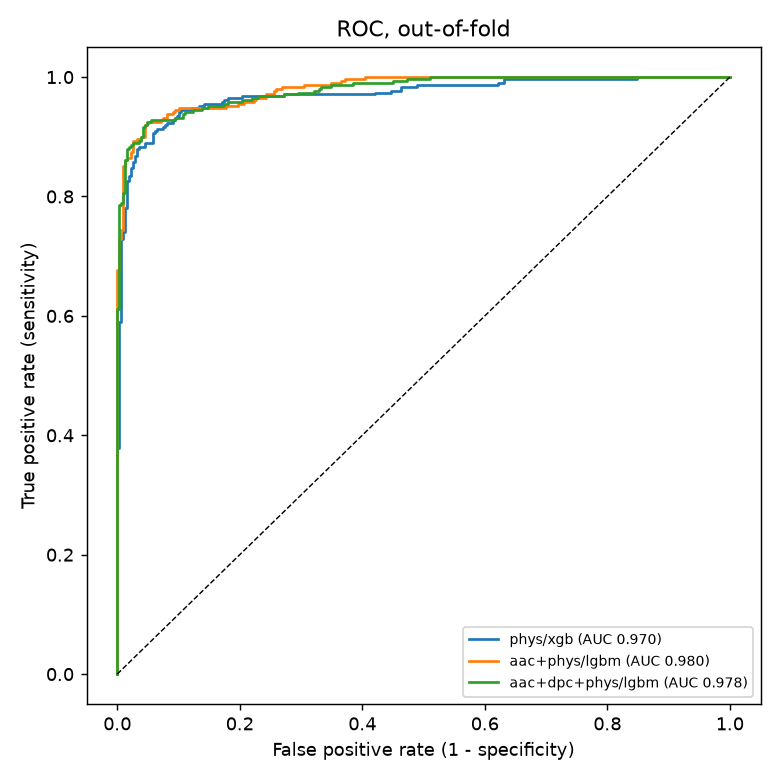 ROC, out-of-fold
True positive rate (sensitivity)
1.0
0.8
0.6
0.4
0.2
0.0
phys/xgb (AUC 0.970)
aac+phys/lgbm (AUC 0.980)
aac+dpc+phys/lgbm (AUC 0.978)
0.0 0.2 0.4 0.6 0.8 1.0
False positive rate (1 - specificity)